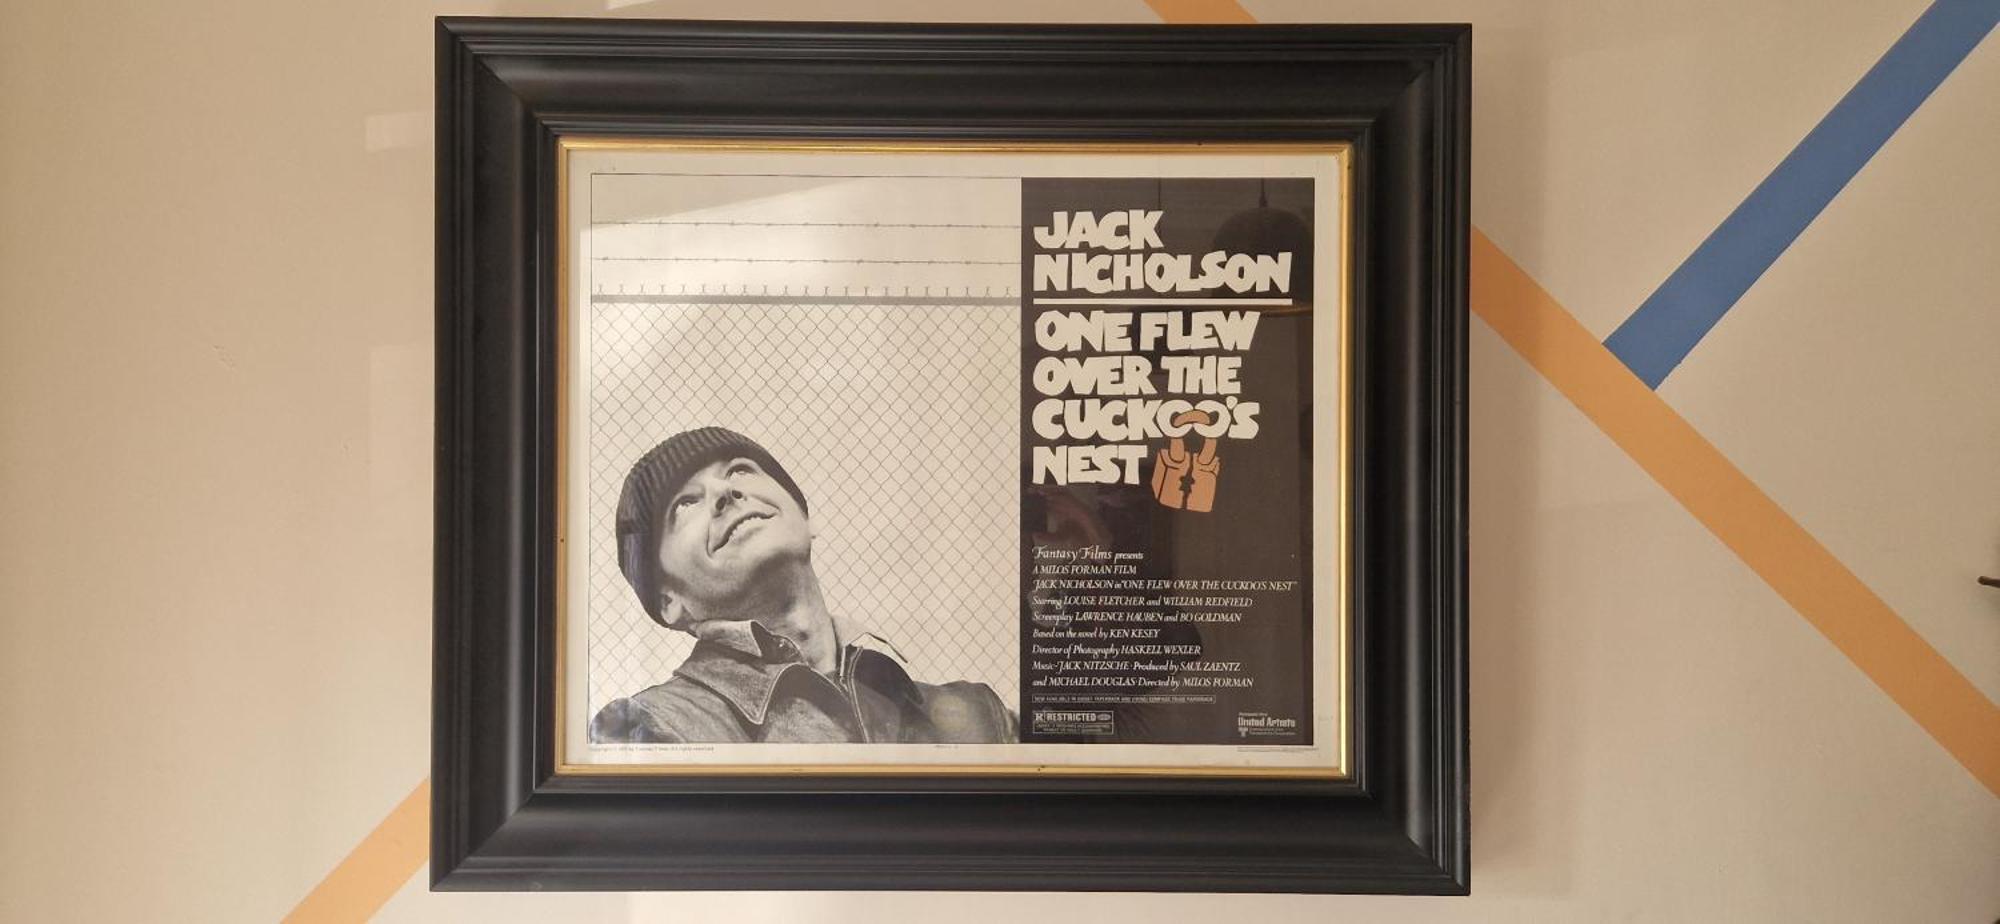 JACK
NICHOLSON
ONE FLEW
OVER THE
CUCKOO'S
NEST
Fantasy Films presents
A MILOS FORMAN FILM
JACK NICHOLSON in "ONE FLEW OVER THE CUCKOO'S NEST"
Starring LOUISE FLETCHER and WILLIAM REDFIELD
Screenplay LAWRENCE HAUBEN and BO GOLDMAN
Based on the novel by KEN KESEY
Director of Photography HASKELL WEXLER
Music · JACK NITZSCHE · Produced by SAUL ZAENTZ
and MICHAEL DOUGLAS · Directed by MILOS FORMAN
R RESTRICTED
United Artists